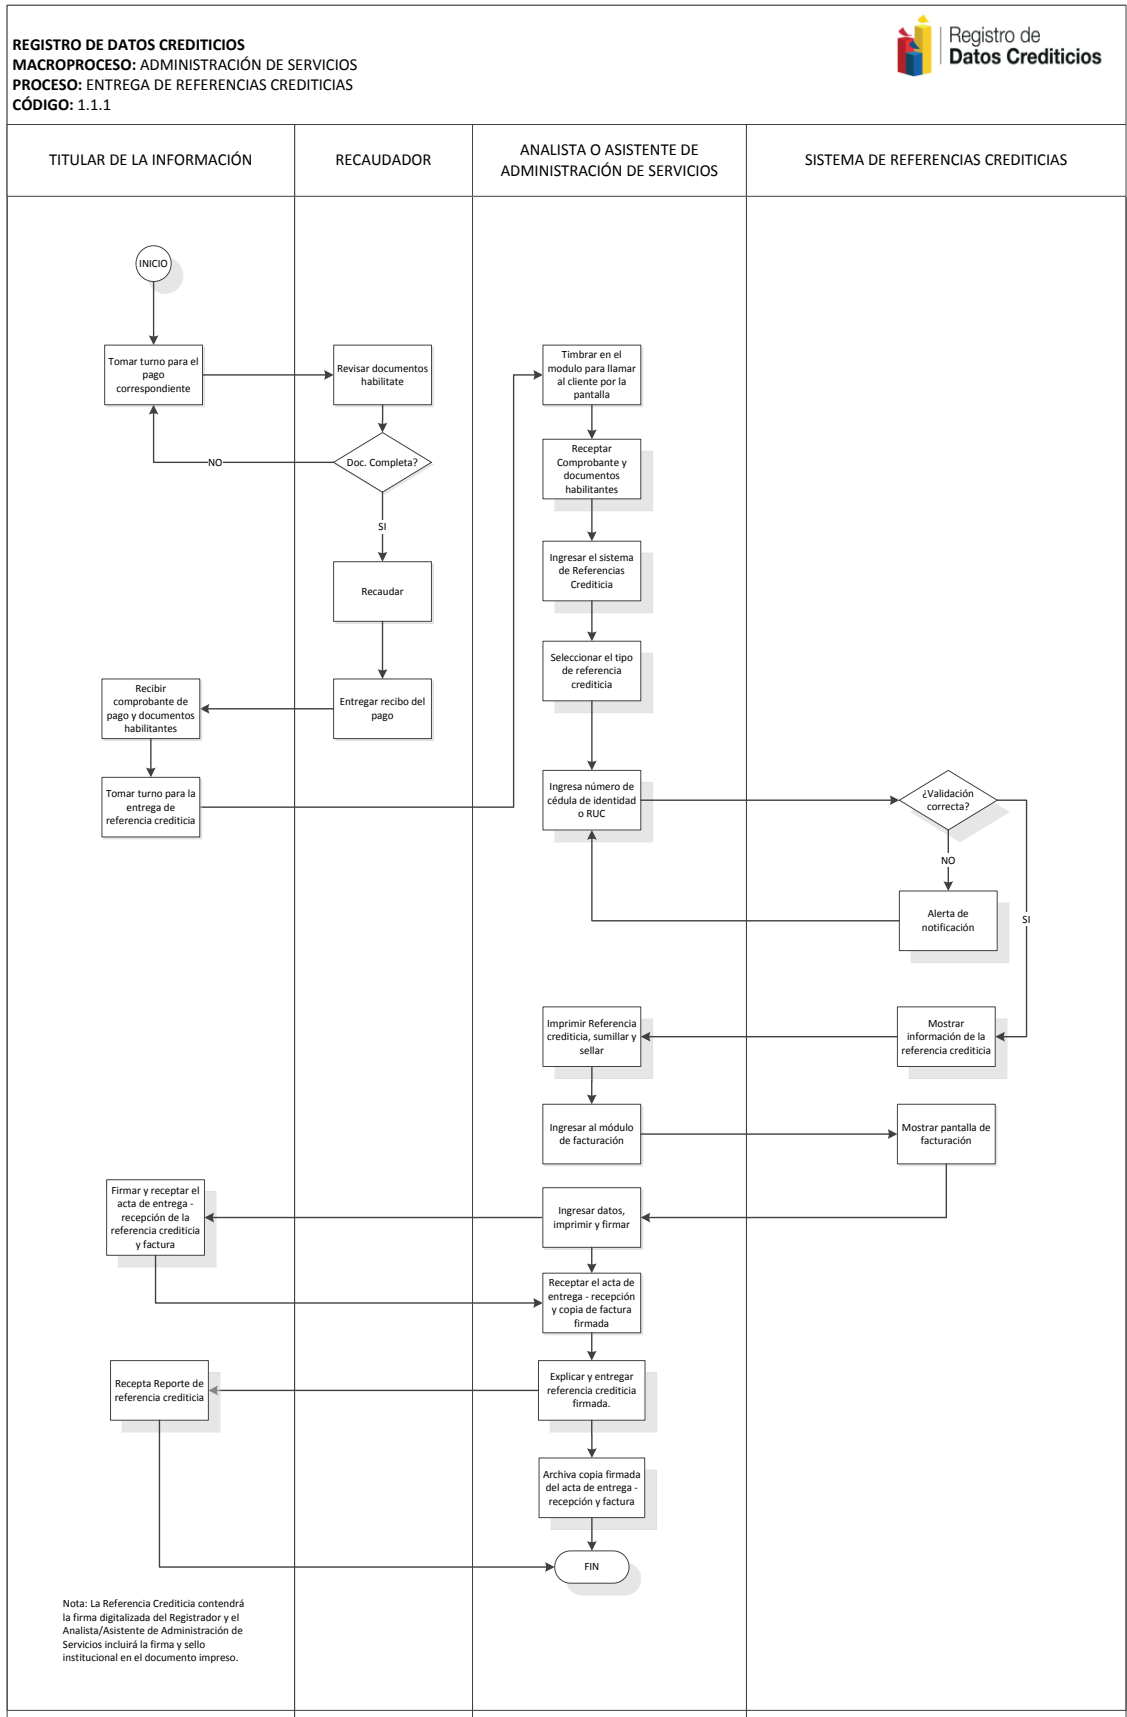 REGISTRO DE DATOS CREDITICIOS
MACROPROCESO: ADMINISTRACIÓN DE SERVICIOS
PROCESO: ENTREGA DE REFERENCIAS CREDITICIAS
CÓDIGO: 1.1.1
Registro de
Datos Crediticios
TITULAR DE LA INFORMACIÓN
RECAUDADOR
ANALISTA O ASISTENTE DE
ADMINISTRACIÓN DE SERVICIOS
SISTEMA DE REFERENCIAS CREDITICIAS
INICIO
Tomar turno para el
pago
correspondiente
Revisar documentos
habilitate
Timbrar en el
modulo para llamar
al cliente por la
pantalla
Doc. Completa?
NO
SI
Receptar
Comprobante y
documentos
habilitantes
Ingresar el sistema
de Referencias
Crediticia
Recaudar
Seleccionar el tipo
de referencia
crediticia
Recibir
comprobante de
pago y documentos
habilitantes
Entregar recibo del
pago
Tomar turno para la
entrega de
referencia crediticia
Ingresa número de
cédula de identidad
o RUC
¿Validación
correcta?
NO
SI
Alerta de
notificación
Imprimir Referencia
crediticia, sumillar y
sellar
Mostrar
información de la
referencia crediticia
Ingresar al módulo
de facturación
Mostrar pantalla de
facturación
Firmar y receptar el
acta de entrega -
recepción de la
referencia crediticia
y factura
Ingresar datos,
imprimir y firmar
Receptar el acta de
entrega - recepción
y copia de factura
firmada
Recepta Reporte de
referencia crediticia
Explicar y entregar
referencia crediticia
firmada.
Archiva copia firmada
del acta de entrega -
recepción y factura
FIN
Nota: La Referencia Crediticia contendrá
la firma digitalizada del Registrador y el
Analista/Asistente de Administración de
Servicios incluirá la firma y sello
institucional en el documento impreso.